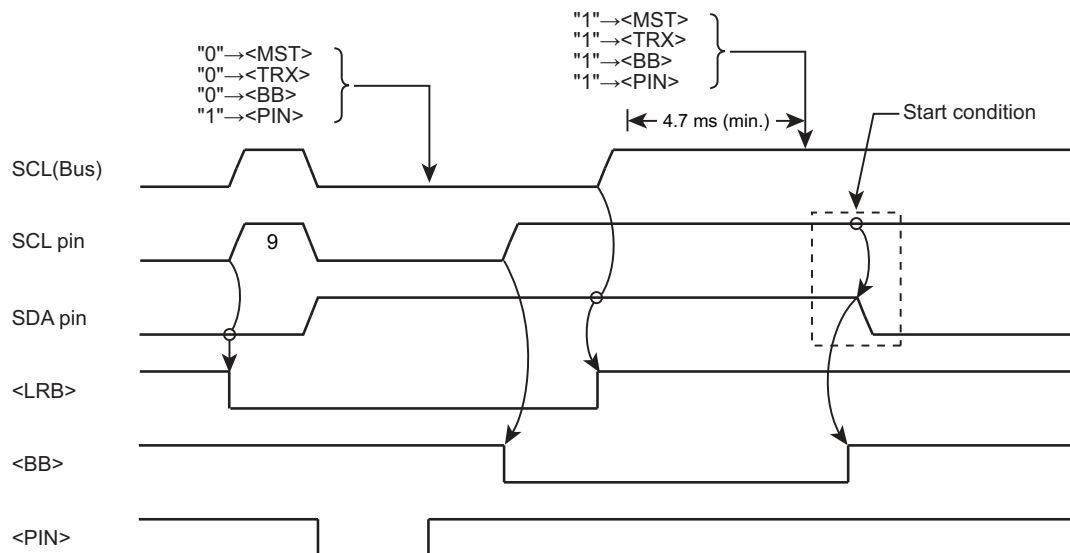 "0"→<MST>
"0"→<TRX>
"0"→<BB>
"1"→<PIN>
"1"→<MST>
"1"→<TRX>
"1"→<BB>
"1"→<PIN>
4.7 ms (min.)
Start condition
SCL(Bus)
SCL pin
9
SDA pin
<LRB>
<BB>
<PIN>